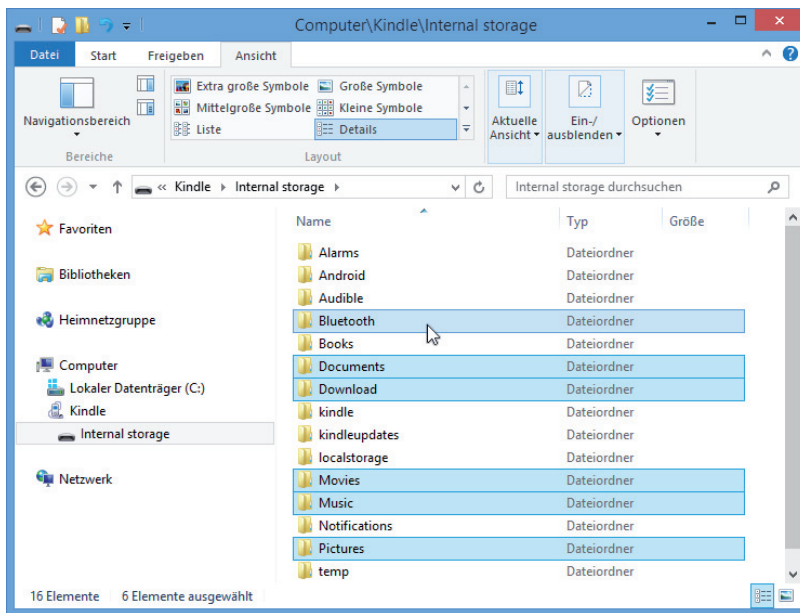 Computer\Kindle\Internal storage
Datei Start Freigeben Ansicht
Navigationsbereich
Extra große Symbole Große Symbole
Mittelgroße Symbole Kleine Symbole
Liste Details
Aktuelle Ansicht
Ein-/ausblenden
Optionen
Bereiche Layout
« Kindle Internal storage
Internal storage durchsuchen
Favoriten
Bibliotheken
Heimnetzgruppe
Computer
Lokaler Datenträger (C:)
Kindle
Internal storage
Netzwerk
Name Typ Größe
Alarms Dateiordner
Android Dateiordner
Audible Dateiordner
Bluetooth Dateiordner
Books Dateiordner
Documents Dateiordner
Download Dateiordner
kindle Dateiordner
kindleupdates Dateiordner
localstorage Dateiordner
Movies Dateiordner
Music Dateiordner
Notifications Dateiordner
Pictures Dateiordner
temp Dateiordner
16 Elemente 6 Elemente ausgewählt